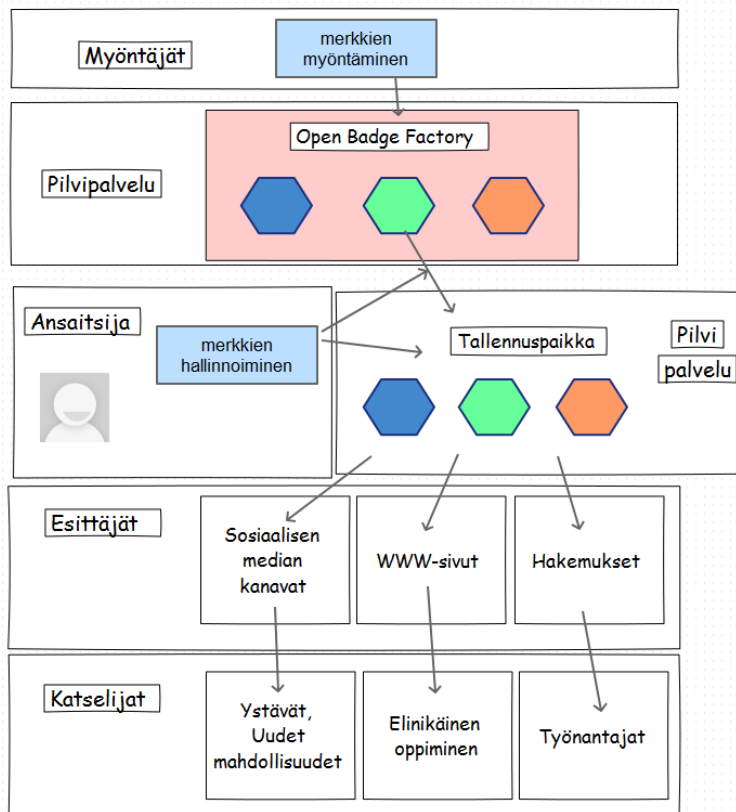 Myöntäjät
merkkien
myöntäminen
Open Badge Factory
Pilvipalvelu
Ansaitsija
merkkien
hallinnoiminen
Tallennuspaikka
Pilvi
palvelu
Esittäjät
Sosiaalisen
median
kanavat
WWW-sivut
Hakemukset
Katselijat
Ystävät,
Uudet
mahdollisuudet
Elinikäinen
oppiminen
Työnantajat